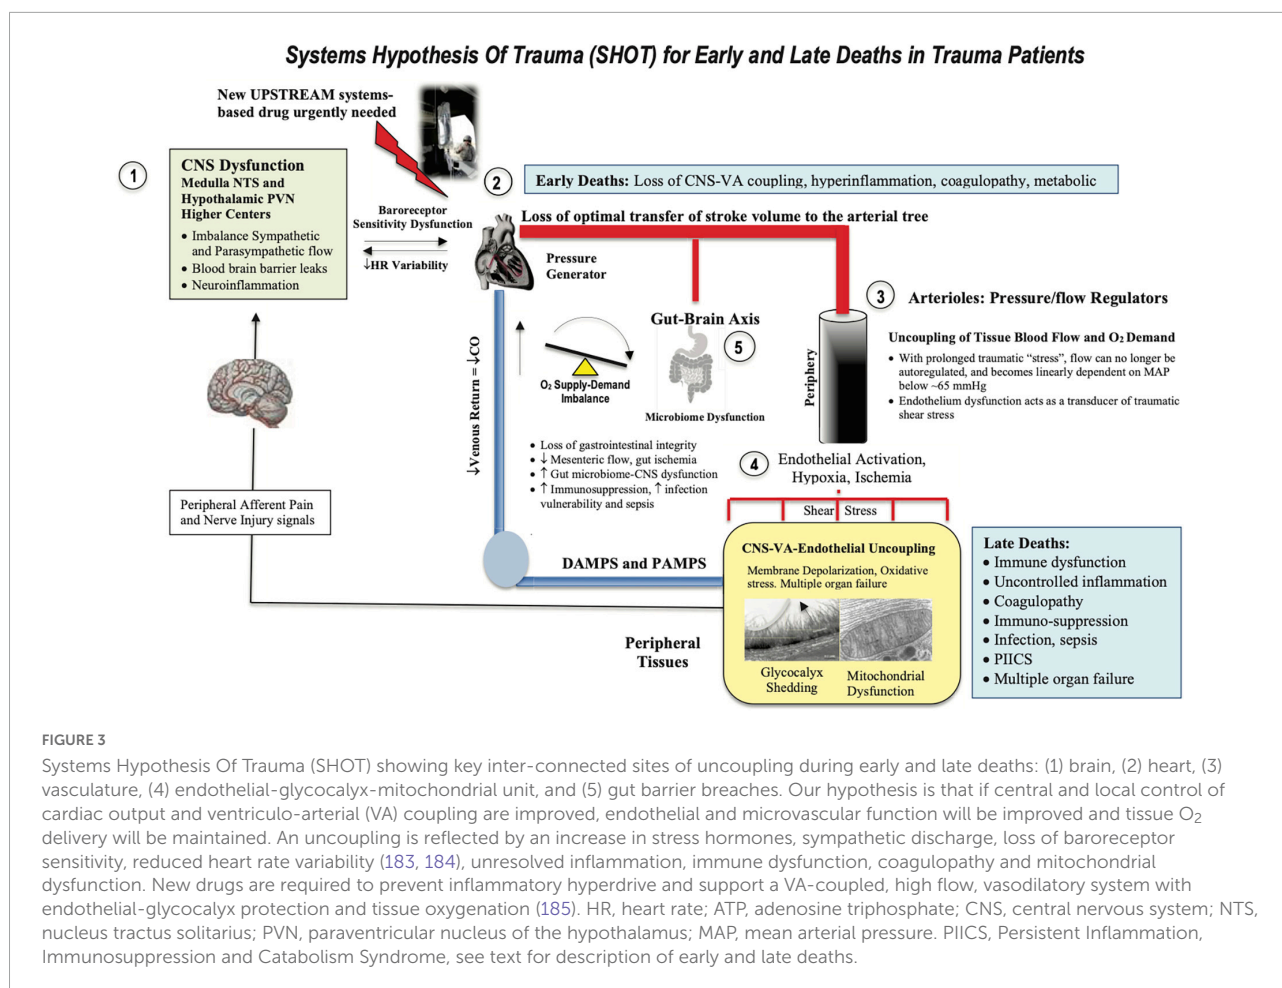 Systems Hypothesis Of Trauma (SHOT) for Early and Late Deaths in Trauma Patients
New UPSTREAM systems-
based drug urgently needed
1
CNS Dysfunction
Medulla NTS and
Hypothalamic PVN
Higher Centers
• Imbalance Sympathetic
and Parasympathetic flow
• Blood brain barrier leaks
• Neuroinflammation
Baroreceptor
Sensitivity Dysfunction
↓HR Variability
2
Early Deaths: Loss of CNS-VA coupling, hyperinflammation, coagulopathy, metabolic
Loss of optimal transfer of stroke volume to the arterial tree
Pressure
Generator
3
Arterioles: Pressure/flow Regulators
Uncoupling of Tissue Blood Flow and O₂ Demand
• With prolonged traumatic “stress”, flow can no longer be
autoregulated, and becomes linearly dependent on MAP
below ~65 mmHg
• Endothelium dysfunction acts as a transducer of traumatic
shear stress
Periphery
Gut-Brain Axis
5
Microbiome Dysfunction
O₂ Supply-Demand
Imbalance
↓Venous Return = ↓CO
• Loss of gastrointestinal integrity
• ↓ Mesenteric flow, gut ischemia
• ↑ Gut microbiome-CNS dysfunction
• ↑ Immunosuppression, ↑ infection
vulnerability and sepsis
4
Endothelial Activation,
Hypoxia, Ischemia
Shear Stress
Peripheral Afferent Pain
and Nerve Injury signals
DAMPS and PAMPS
Peripheral
Tissues
CNS-VA-Endothelial Uncoupling
Membrane Depolarization, Oxidative
stress. Multiple organ failure
Glycocalyx
Shedding
Mitochondrial
Dysfunction
Late Deaths:
• Immune dysfunction
• Uncontrolled inflammation
• Coagulopathy
• Immuno-suppression
• Infection, sepsis
• PIICS
• Multiple organ failure
FIGURE 3
Systems Hypothesis Of Trauma (SHOT) showing key inter-connected sites of uncoupling during early and late deaths: (1) brain, (2) heart, (3)
vasculature, (4) endothelial-glycocalyx-mitochondrial unit, and (5) gut barrier breaches. Our hypothesis is that if central and local control of
cardiac output and ventriculo-arterial (VA) coupling are improved, endothelial and microvascular function will be improved and tissue O₂
delivery will be maintained. An uncoupling is reflected by an increase in stress hormones, sympathetic discharge, loss of baroreceptor
sensitivity, reduced heart rate variability (183, 184), unresolved inflammation, immune dysfunction, coagulopathy and mitochondrial
dysfunction. New drugs are required to prevent inflammatory hyperdrive and support a VA-coupled, high flow, vasodilatory system with
endothelial-glycocalyx protection and tissue oxygenation (185). HR, heart rate; ATP, adenosine triphosphate; CNS, central nervous system; NTS,
nucleus tractus solitarius; PVN, paraventricular nucleus of the hypothalamus; MAP, mean arterial pressure. PIICS, Persistent Inflammation,
Immunosuppression and Catabolism Syndrome, see text for description of early and late deaths.